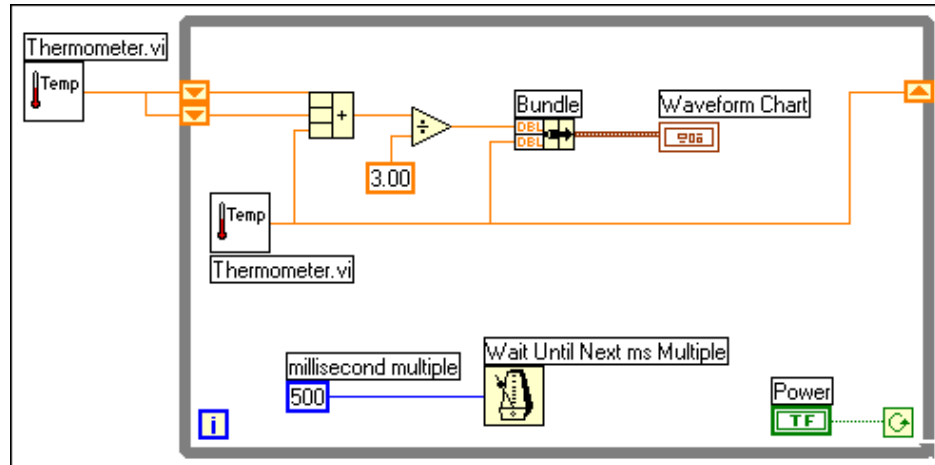 Thermometer.vi
Temp
+
÷
3.00
Bundle
DBL
DBL
Waveform Chart
Temp
Thermometer.vi
millisecond multiple
500
Wait Until Next ms Multiple
Power
TF
i